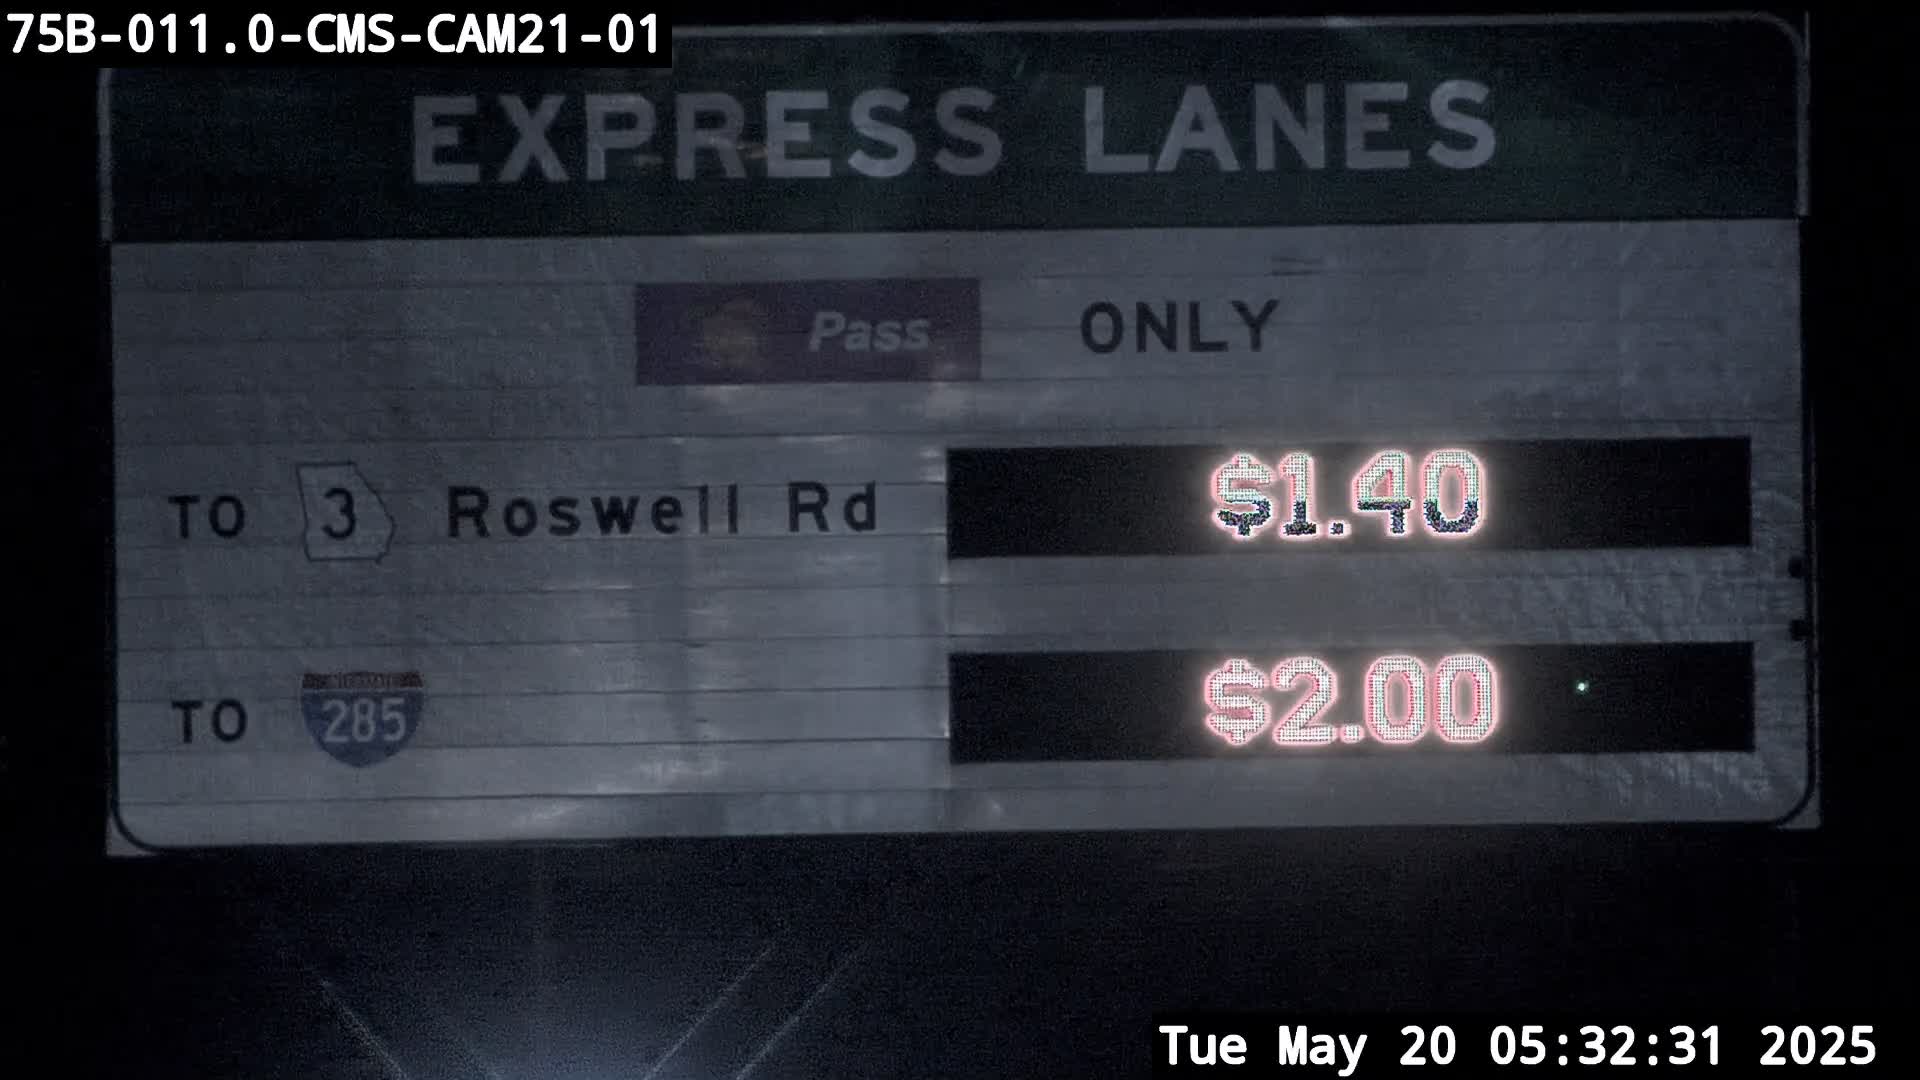 75B-011.0-CMS-CAM21-01
EXPRESS LANES
Pass ONLY
TO 3 Roswell Rd $1.40
TO INTERSTATE 285 $2.00
Tue May 20 05:32:31 2025